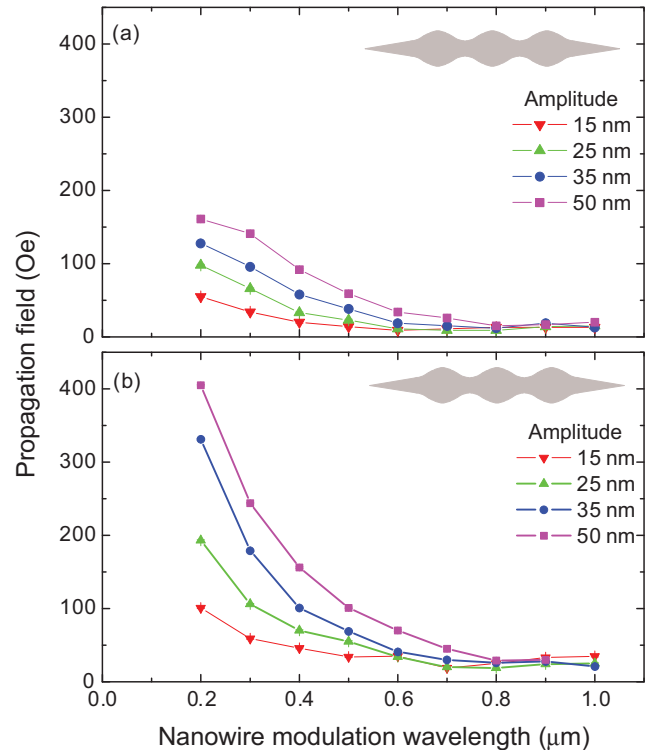 (a)
Amplitude
15 nm
25 nm
35 nm
50 nm
400
300
200
100
0
Propagation field (Oe)
(b)
Amplitude
15 nm
25 nm
35 nm
50 nm
400
300
200
100
0
0.0 0.2 0.4 0.6 0.8 1.0
Nanowire modulation wavelength (μm)